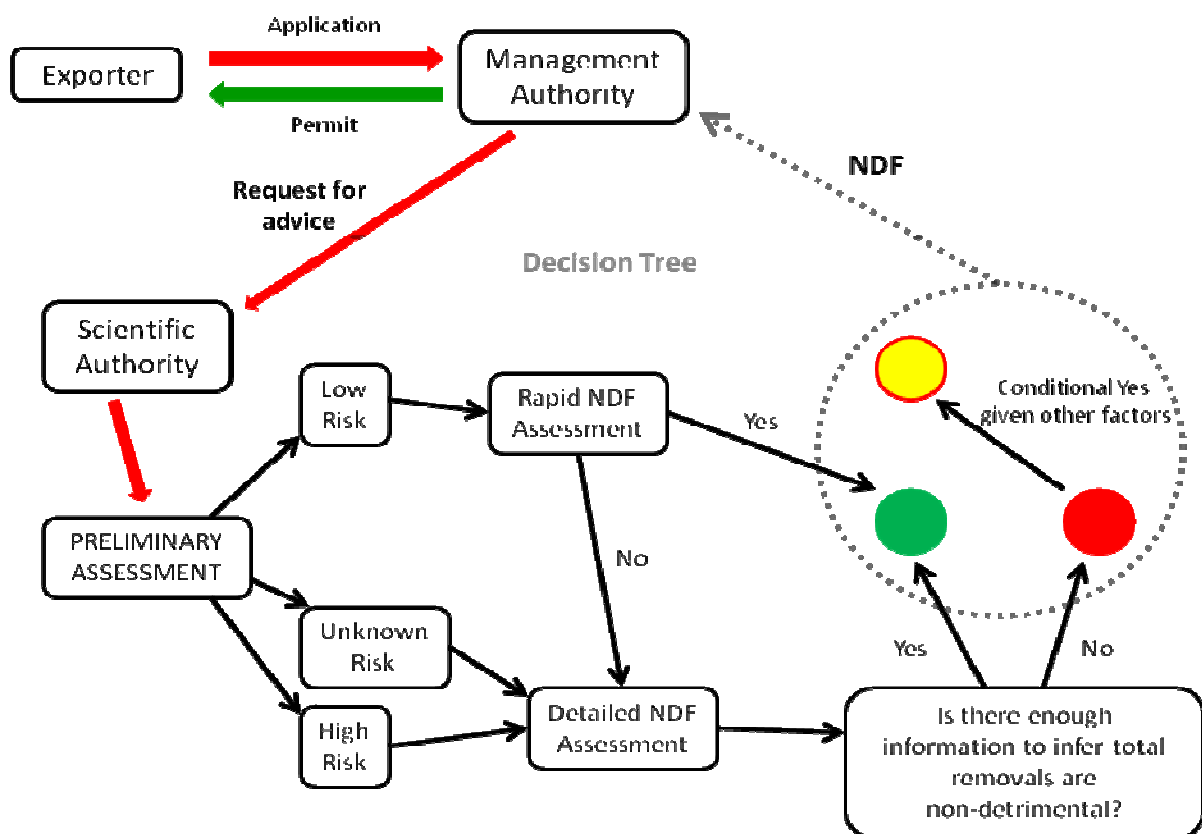 Application
Exporter
Management
Authority
Permit
NDF
Request for
advice
Decision Tree
Scientific
Authority
Low
Risk
Rapid NDF
Assessment
Yes
Conditional Yes
given other factors
PRELIMINARY
ASSESSMENT
No
Unknown
Risk
Yes
No
High
Risk
Detailed NDF
Assessment
Is there enough
information to infer total
removals are
non-detrimental?